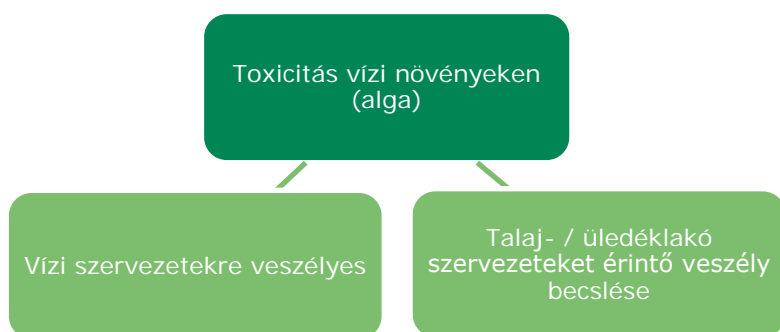 Toxicitás vízi növényeken
(alga)
Vízi szervezetekre veszélyes
Talaj- / üledéklakó
szervezeteket érintő veszély
becslése